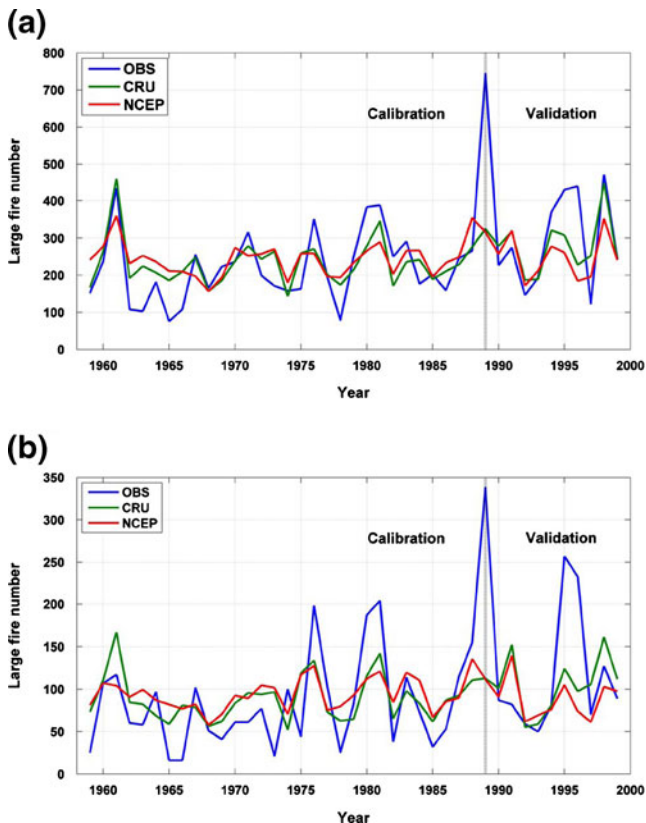 (a)
800
700
600
500
400
300
200
100
0
Large fire number
OBS
CRU
NCEP
Calibration
Validation
1960 1965 1970 1975 1980 1985 1990 1995 2000
Year
(b)
350
300
250
200
150
100
50
0
Large fire number
OBS
CRU
NCEP
Calibration
Validation
1960 1965 1970 1975 1980 1985 1990 1995 2000
Year